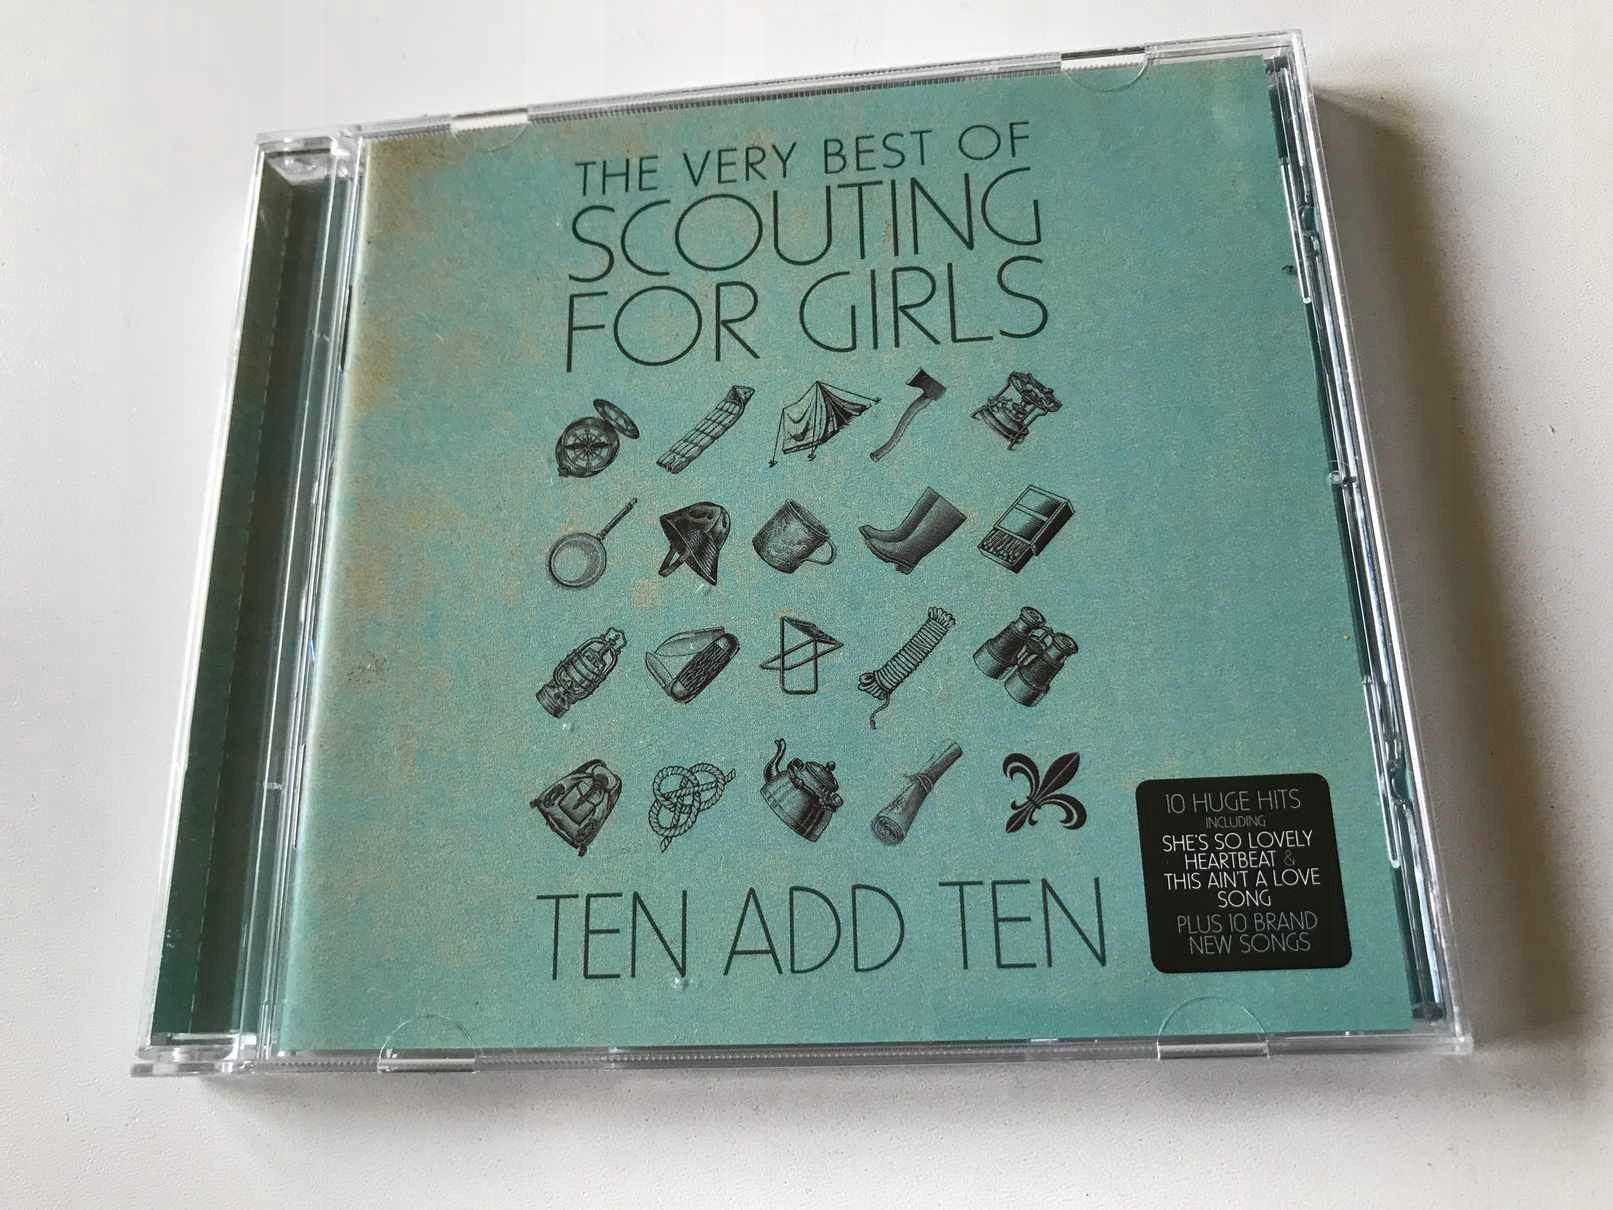 THE VERY BEST OF
SCOUTING
FOR GIRLS
TEN ADD TEN
10 HUGE HITS
INCLUDING
SHE'S SO LOVELY
HEARTBEAT &
THIS AIN'T A LOVE
SONG
PLUS 10 BRAND
NEW SONGS